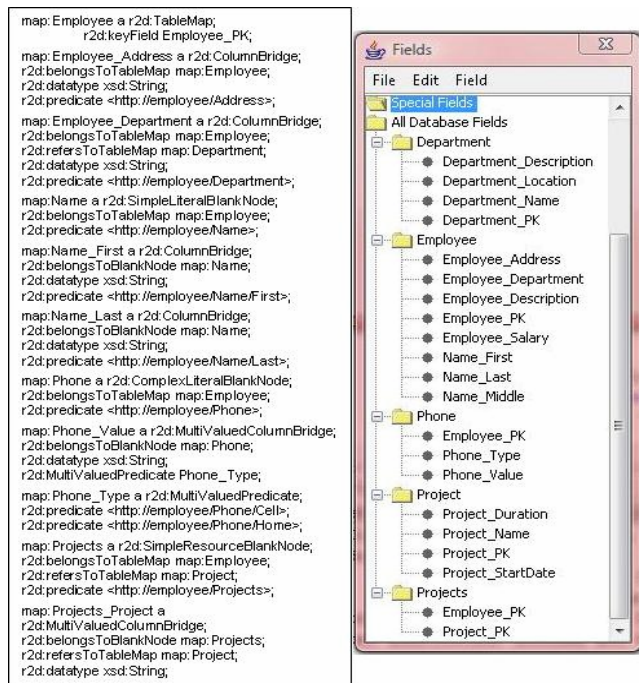 map:Employee a r2d:TableMap;
r2d:keyField Employee_PK;
map:Employee_Address a r2d:ColumnBridge;
r2d:belongsToTableMap map:Employee;
r2d:datatype xsd:String;
r2d:predicate <http://employee/Address>;
map:Employee_Department a r2d:ColumnBridge;
r2d:belongsToTableMap map:Employee;
r2d:refersToTableMap map:Department;
r2d:datatype xsd:String;
r2d:predicate <http://employee/Department>;
map:Name a r2d:SimpleLiteralBlankNode;
r2d:belongsToTableMap map:Employee;
r2d:predicate <http://employee/Name>;
map:Name_First a r2d:ColumnBridge;
r2d:belongsToBlankNode map:Name;
r2d:datatype xsd:String;
r2d:predicate <http://employee/Name/First>;
map:Name_Last a r2d:ColumnBridge;
r2d:belongsToBlankNode map:Name;
r2d:datatype xsd:String;
r2d:predicate <http://employee/Name/Last>;
map:Phone a r2d:ComplexLiteralBlankNode;
r2d:belongsToTableMap map:Employee;
r2d:predicate <http://employee/Phone>;
map:Phone_Value a r2d:MultiValuedColumnBridge;
r2d:belongsToBlankNode map:Phone;
r2d:datatype xsd:String;
r2d:MultiValuedPredicate Phone_Type;
map:Phone_Type a r2d:MultiValuedPredicate;
r2d:predicate <http://employee/Phone/Cell>;
r2d:predicate <http://employee/Phone/Home>;
map:Projects a r2d:SimpleResourceBlankNode;
r2d:belongsToTableMap map:Employee;
r2d:refersToTableMap map:Project;
r2d:predicate <http://employee/Projects>;
map:Projects_Project a
r2d:MultiValuedColumnBridge;
r2d:belongsToBlankNode map:Projects;
r2d:refersToTableMap map:Project;
r2d:datatype xsd:String;
Fields
File Edit Field
Special Fields
All Database Fields
Department
Department_Description
Department_Location
Department_Name
Department_PK
Employee
Employee_Address
Employee_Department
Employee_Description
Employee_PK
Employee_Salary
Name_First
Name_Last
Name_Middle
Phone
Employee_PK
Phone_Type
Phone_Value
Project
Project_Duration
Project_Name
Project_PK
Project_StartDate
Projects
Employee_PK
Project_PK